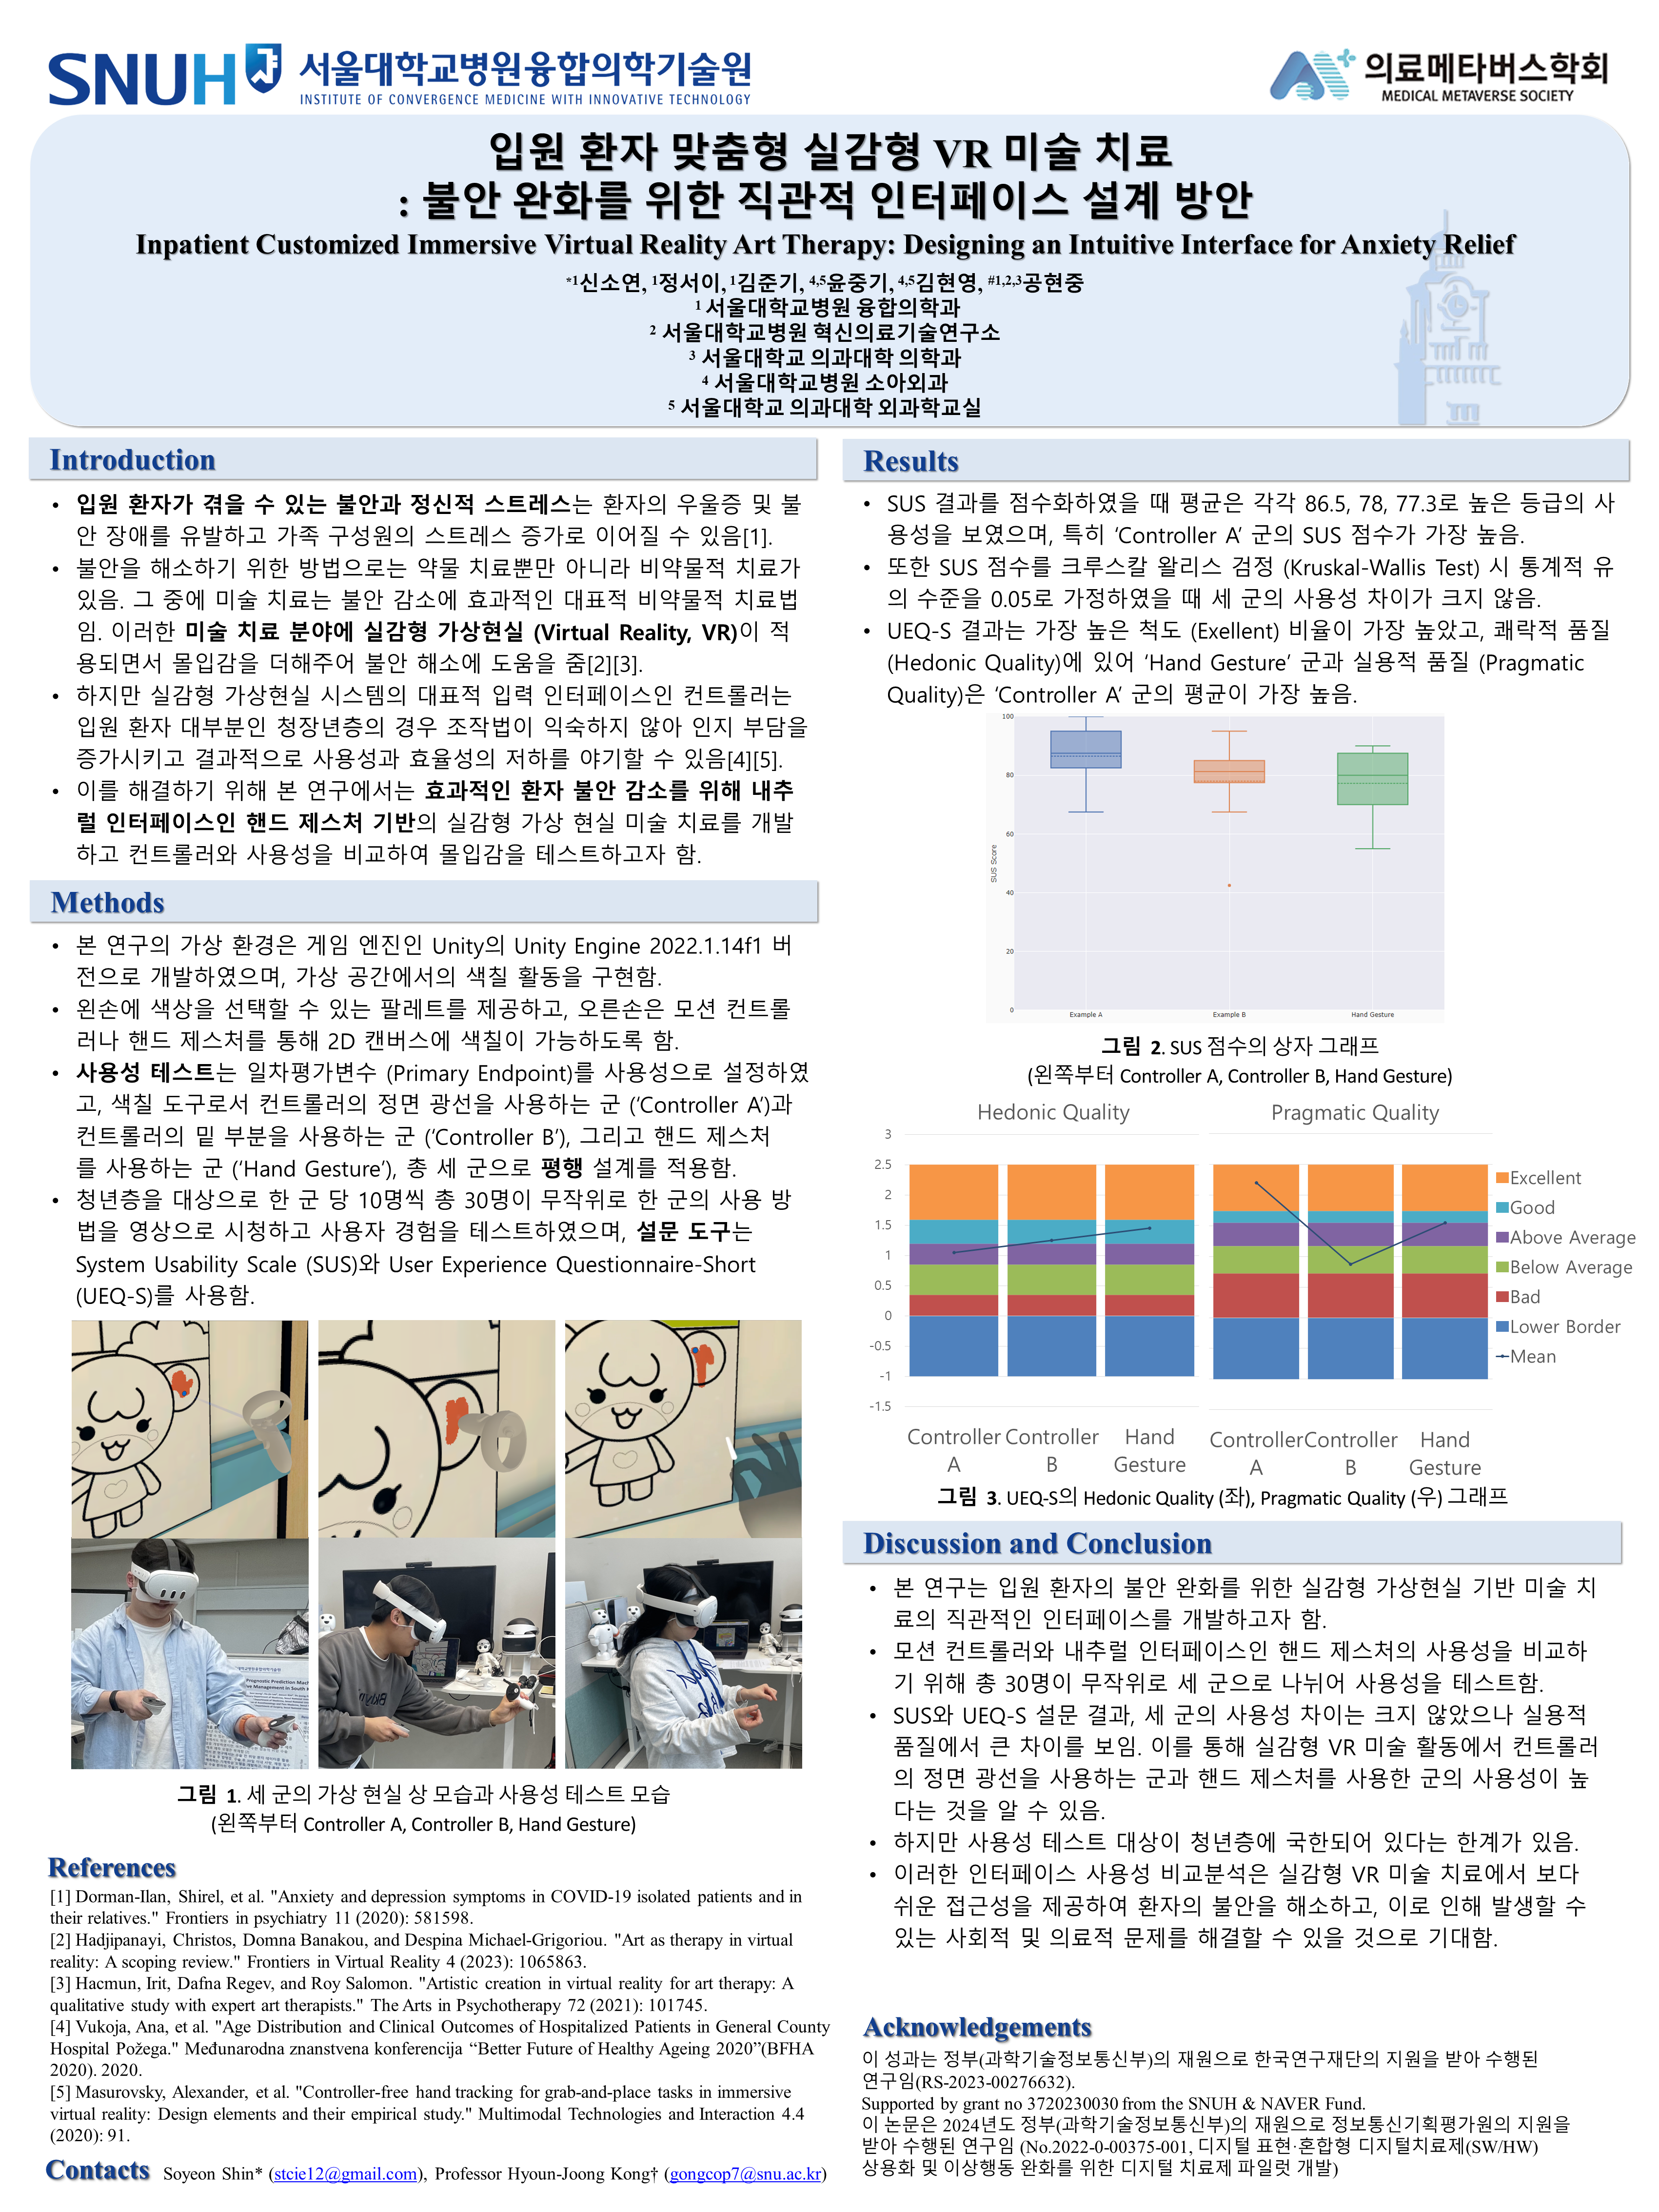 SNUH 서울대학교병원융합의학기술원
INSTITUTE OF CONVERGENCE MEDICINE WITH INNOVATIVE TECHNOLOGY
의료메타버스학회
MEDICAL METAVERSE SOCIETY
입원 환자 맞춤형 실감형 VR 미술 치료
: 불안 완화를 위한 직관적 인터페이스 설계 방안
Inpatient Customized Immersive Virtual Reality Art Therapy: Designing an Intuitive Interface for Anxiety Relief
*1신소연, 1정서이, 1김준기, 4,5윤중기, 4,5김현영, #1,2,3공현중
1 서울대학교병원 융합의학과
2 서울대학교병원 혁신의료기술연구소
3 서울대학교 의과대학 의학과
4 서울대학교병원 소아외과
5 서울대학교 의과대학 외과학교실
Introduction
• 입원 환자가 겪을 수 있는 불안과 정신적 스트레스는 환자의 우울증 및 불
안 장애를 유발하고 가족 구성원의 스트레스 증가로 이어질 수 있음[1].
• 불안을 해소하기 위한 방법으로는 약물 치료뿐만 아니라 비약물적 치료가
있음. 그 중에 미술 치료는 불안 감소에 효과적인 대표적 비약물적 치료법
임. 이러한 미술 치료 분야에 실감형 가상현실 (Virtual Reality, VR)이 적
용되면서 몰입감을 더해주어 불안 해소에 도움을 줌[2][3].
• 하지만 실감형 가상현실 시스템의 대표적 입력 인터페이스인 컨트롤러는
입원 환자 대부분인 청장년층의 경우 조작법이 익숙하지 않아 인지 부담을
증가시키고 결과적으로 사용성과 효율성의 저하를 야기할 수 있음[4][5].
• 이를 해결하기 위해 본 연구에서는 효과적인 환자 불안 감소를 위해 내추
럴 인터페이스인 핸드 제스처 기반의 실감형 가상 현실 미술 치료를 개발
하고 컨트롤러와 사용성을 비교하여 몰입감을 테스트하고자 함.
Methods
• 본 연구의 가상 환경은 게임 엔진인 Unity의 Unity Engine 2022.1.14f1 버
전으로 개발하였으며, 가상 공간에서의 색칠 활동을 구현함.
• 왼손에 색상을 선택할 수 있는 팔레트를 제공하고, 오른손은 모션 컨트롤
러나 핸드 제스처를 통해 2D 캔버스에 색칠이 가능하도록 함.
• 사용성 테스트는 일차평가변수 (Primary Endpoint)를 사용성으로 설정하였
고, 색칠 도구로서 컨트롤러의 정면 광선을 사용하는 군 (‘Controller A’)과
컨트롤러의 밑 부분을 사용하는 군 (‘Controller B’), 그리고 핸드 제스처
를 사용하는 군 (‘Hand Gesture’), 총 세 군으로 평행 설계를 적용함.
• 청년층을 대상으로 한 군 당 10명씩 총 30명이 무작위로 한 군의 사용 방
법을 영상으로 시청하고 사용자 경험을 테스트하였으며, 설문 도구는
System Usability Scale (SUS)와 User Experience Questionnaire-Short
(UEQ-S)를 사용함.
그림 1. 세 군의 가상 현실 상 모습과 사용성 테스트 모습
(왼쪽부터 Controller A, Controller B, Hand Gesture)
References
[1] Dorman-Ilan, Shirel, et al. "Anxiety and depression symptoms in COVID-19 isolated patients and in
their relatives." Frontiers in psychiatry 11 (2020): 581598.
[2] Hadjipanayi, Christos, Domna Banakou, and Despina Michael-Grigoriou. "Art as therapy in virtual
reality: A scoping review." Frontiers in Virtual Reality 4 (2023): 1065863.
[3] Hacmun, Irit, Dafna Regev, and Roy Salomon. "Artistic creation in virtual reality for art therapy: A
qualitative study with expert art therapists." The Arts in Psychotherapy 72 (2021): 101745.
[4] Vukoja, Ana, et al. "Age Distribution and Clinical Outcomes of Hospitalized Patients in General County
Hospital Požega." Međunarodna znanstvena konferencija “Better Future of Healthy Ageing 2020”(BFHA
2020). 2020.
[5] Masurovsky, Alexander, et al. "Controller-free hand tracking for grab-and-place tasks in immersive
virtual reality: Design elements and their empirical study." Multimodal Technologies and Interaction 4.4
(2020): 91.
Contacts Soyeon Shin* (stcie12@gmail.com), Professor Hyoun-Joong Kong† (gongcop7@snu.ac.kr)
Results
• SUS 결과를 점수화하였을 때 평균은 각각 86.5, 78, 77.3로 높은 등급의 사
용성을 보였으며, 특히 ‘Controller A’ 군의 SUS 점수가 가장 높음.
• 또한 SUS 점수를 크루스칼 왈리스 검정 (Kruskal-Wallis Test) 시 통계적 유
의 수준을 0.05로 가정하였을 때 세 군의 사용성 차이가 크지 않음.
• UEQ-S 결과는 가장 높은 척도 (Exellent) 비율이 가장 높았고, 쾌락적 품질
(Hedonic Quality)에 있어 ‘Hand Gesture’ 군과 실용적 품질 (Pragmatic
Quality)은 ‘Controller A’ 군의 평균이 가장 높음.
100
80
60
40
20
0
SUS Score
Example A Example B Hand Gesture
그림 2. SUS 점수의 상자 그래프
(왼쪽부터 Controller A, Controller B, Hand Gesture)
Hedonic Quality Pragmatic Quality
3
2.5
2
1.5
1
0.5
0
-0.5
-1
-1.5
Excellent
Good
Above Average
Below Average
Bad
Lower Border
Mean
Controller Controller Hand Controller Controller Hand
A B Gesture A B Gesture
그림 3. UEQ-S의 Hedonic Quality (좌), Pragmatic Quality (우) 그래프
Discussion and Conclusion
• 본 연구는 입원 환자의 불안 완화를 위한 실감형 가상현실 기반 미술 치
료의 직관적인 인터페이스를 개발하고자 함.
• 모션 컨트롤러와 내추럴 인터페이스인 핸드 제스처의 사용성을 비교하
기 위해 총 30명이 무작위로 세 군으로 나뉘어 사용성을 테스트함.
• SUS와 UEQ-S 설문 결과, 세 군의 사용성 차이는 크지 않았으나 실용적
품질에서 큰 차이를 보임. 이를 통해 실감형 VR 미술 활동에서 컨트롤러
의 정면 광선을 사용하는 군과 핸드 제스처를 사용한 군의 사용성이 높
다는 것을 알 수 있음.
• 하지만 사용성 테스트 대상이 청년층에 국한되어 있다는 한계가 있음.
• 이러한 인터페이스 사용성 비교분석은 실감형 VR 미술 치료에서 보다
쉬운 접근성을 제공하여 환자의 불안을 해소하고, 이로 인해 발생할 수
있는 사회적 및 의료적 문제를 해결할 수 있을 것으로 기대함.
Acknowledgements
이 성과는 정부(과학기술정보통신부)의 재원으로 한국연구재단의 지원을 받아 수행된
연구임(RS-2023-00276632).
Supported by grant no 3720230030 from the SNUH & NAVER Fund.
이 논문은 2024년도 정부(과학기술정보통신부)의 재원으로 정보통신기획평가원의 지원을
받아 수행된 연구임 (No.2022-0-00375-001, 디지털 표현·혼합형 디지털치료제(SW/HW)
상용화 및 이상행동 완화를 위한 디지털 치료제 파일럿 개발)